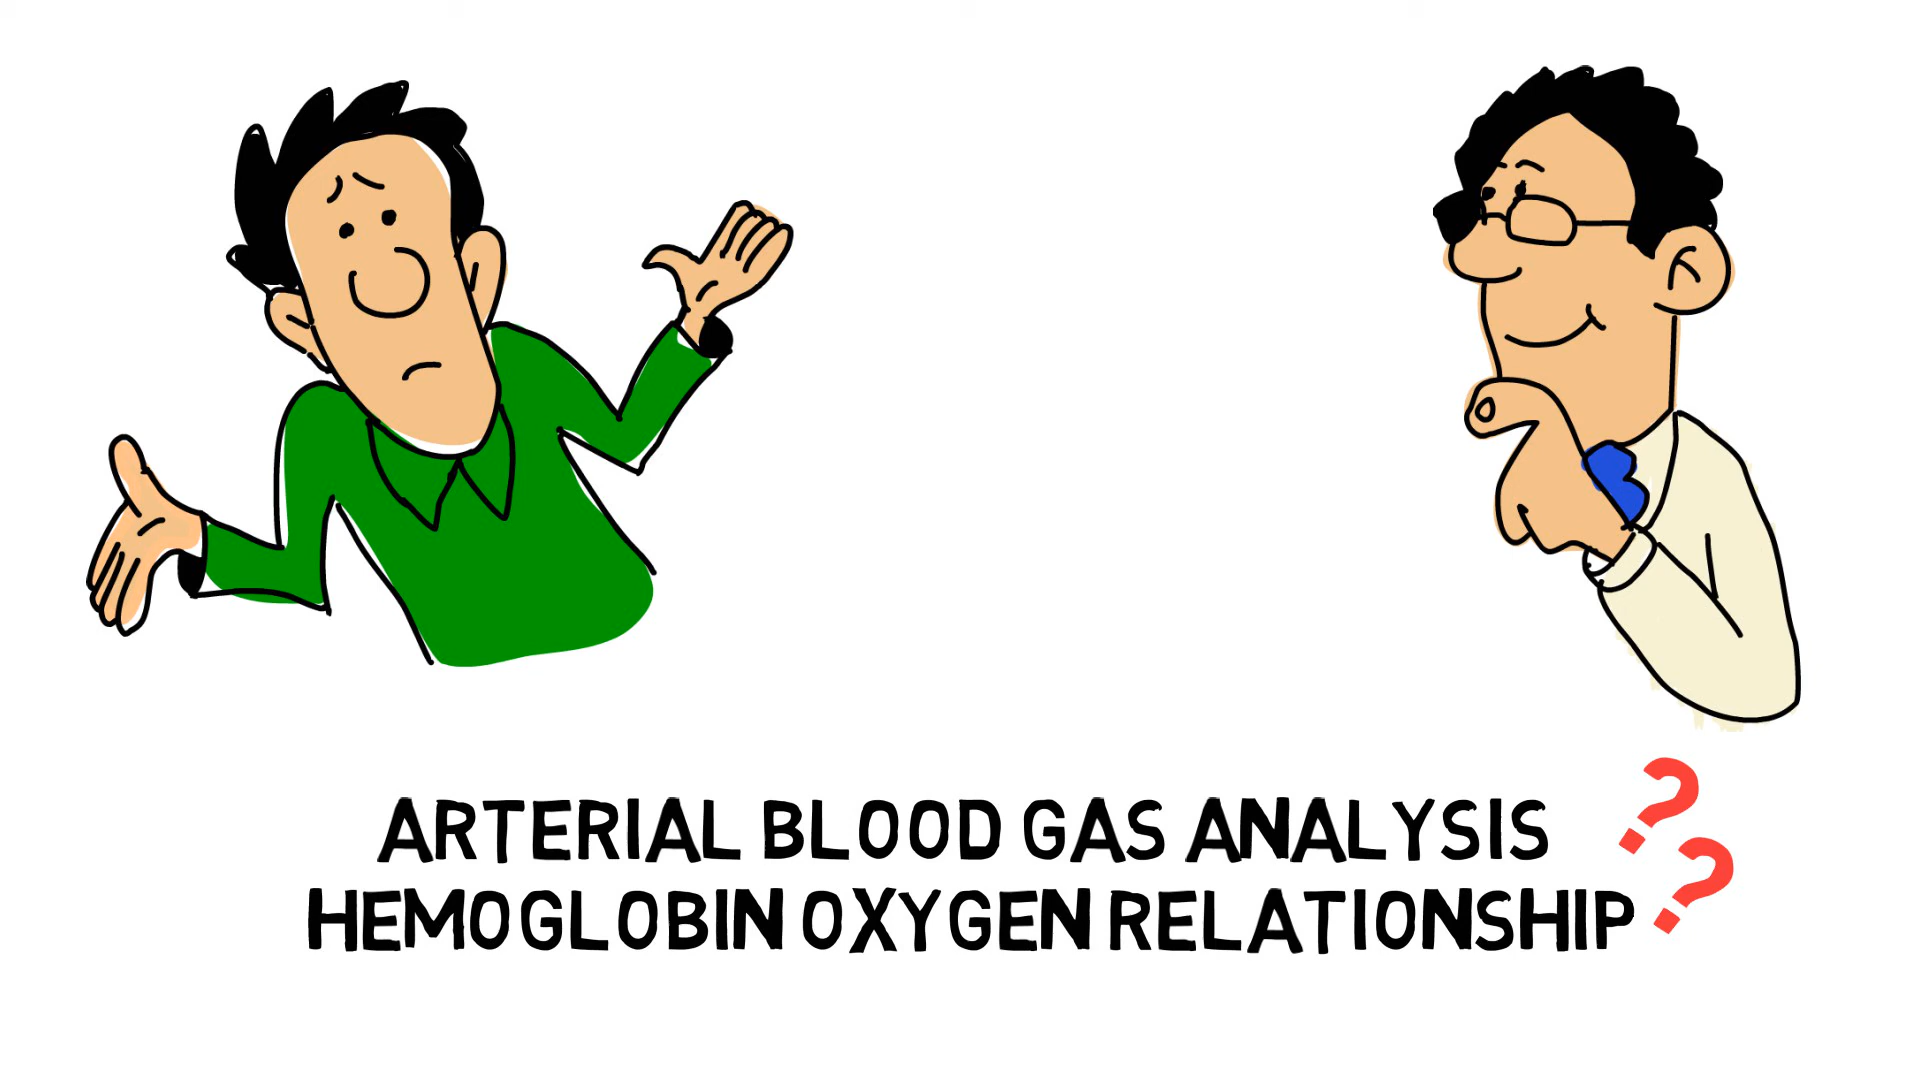 ARTERIAL BLOOD GAS ANALYSIS ?
HEMOGLOBIN OXYGEN RELATIONSHIP ?